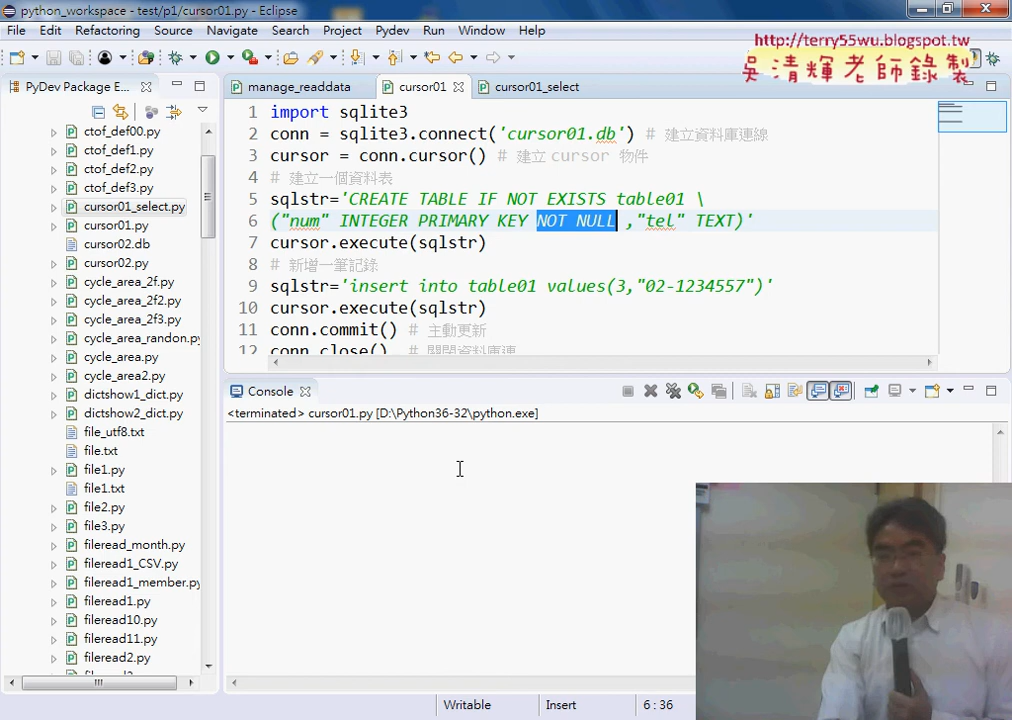 python_workspace - test/p1/cursor01.py - Eclipse
File Edit Refactoring Source Navigate Search Project Pydev Run Window Help
http://terry55wu.blogspot.tw
吳清輝老師錄製
PyDev Package E...
manage_readdata
cursor01
cursor01_select
ctof_def00.py
ctof_def1.py
ctof_def2.py
ctof_def3.py
cursor01_select.py
cursor01.py
cursor02.db
cursor02.py
cycle_area_2f.py
cycle_area_2f2.py
cycle_area_2f3.py
cycle_area_randon.py
cycle_area.py
cycle_area2.py
dictshow1_dict.py
dictshow2_dict.py
file_utf8.txt
file.txt
file1.py
file1.txt
file2.py
file3.py
fileread_month.py
fileread1_CSV.py
fileread1_member.py
fileread1.py
fileread10.py
fileread11.py
fileread2.py
1 import sqlite3
2 conn = sqlite3.connect('cursor01.db') # 建立資料庫連線
3 cursor = conn.cursor() # 建立 cursor 物件
4 # 建立一個資料表
5 sqlstr='CREATE TABLE IF NOT EXISTS table01 \
6 ("num" INTEGER PRIMARY KEY NOT NULL ,"tel" TEXT)'
7 cursor.execute(sqlstr)
8 # 新增一筆記錄
9 sqlstr='insert into table01 values(3,"02-1234557")'
10 cursor.execute(sqlstr)
11 conn.commit() # 主動更新
12 conn.close() # 關閉資料庫連
Console
<terminated> cursor01.py [D:\Python36-32\python.exe]
Writable
Insert
6 : 36